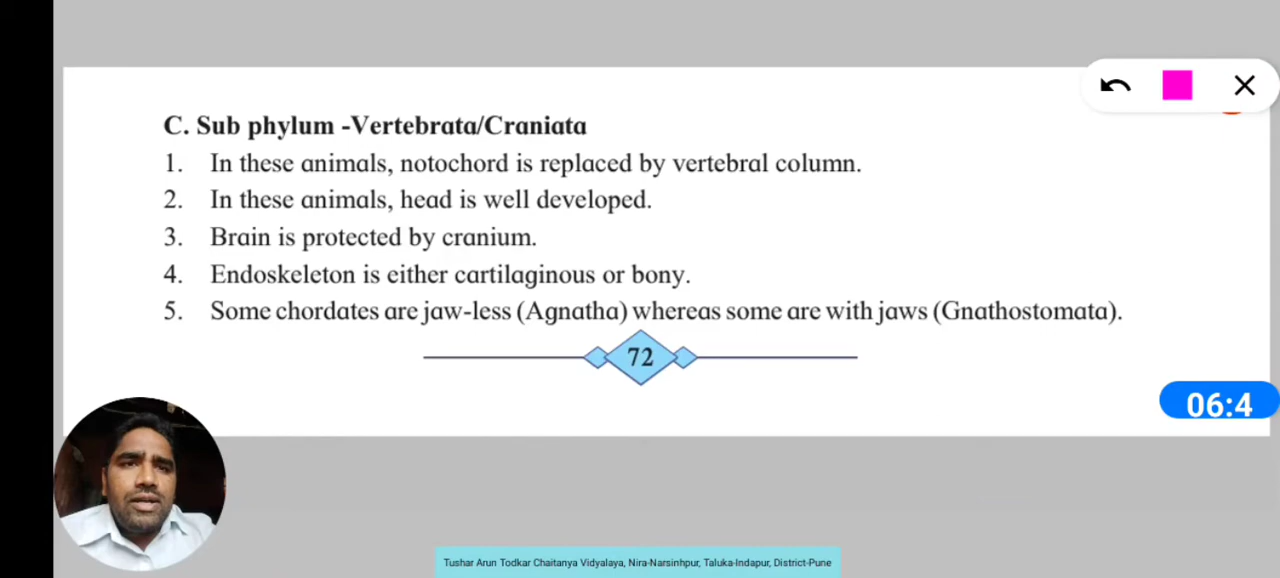 C. Sub phylum -Vertebrata/Craniata
1. In these animals, notochord is replaced by vertebral column.
2. In these animals, head is well developed.
3. Brain is protected by cranium.
4. Endoskeleton is either cartilaginous or bony.
5. Some chordates are jaw-less (Agnatha) whereas some are with jaws (Gnathostomata).
72
06:4
Tushar Arun Todkar Chaitanya Vidyalaya, Nira-Narsinhpur, Taluka-Indapur, District-Pune